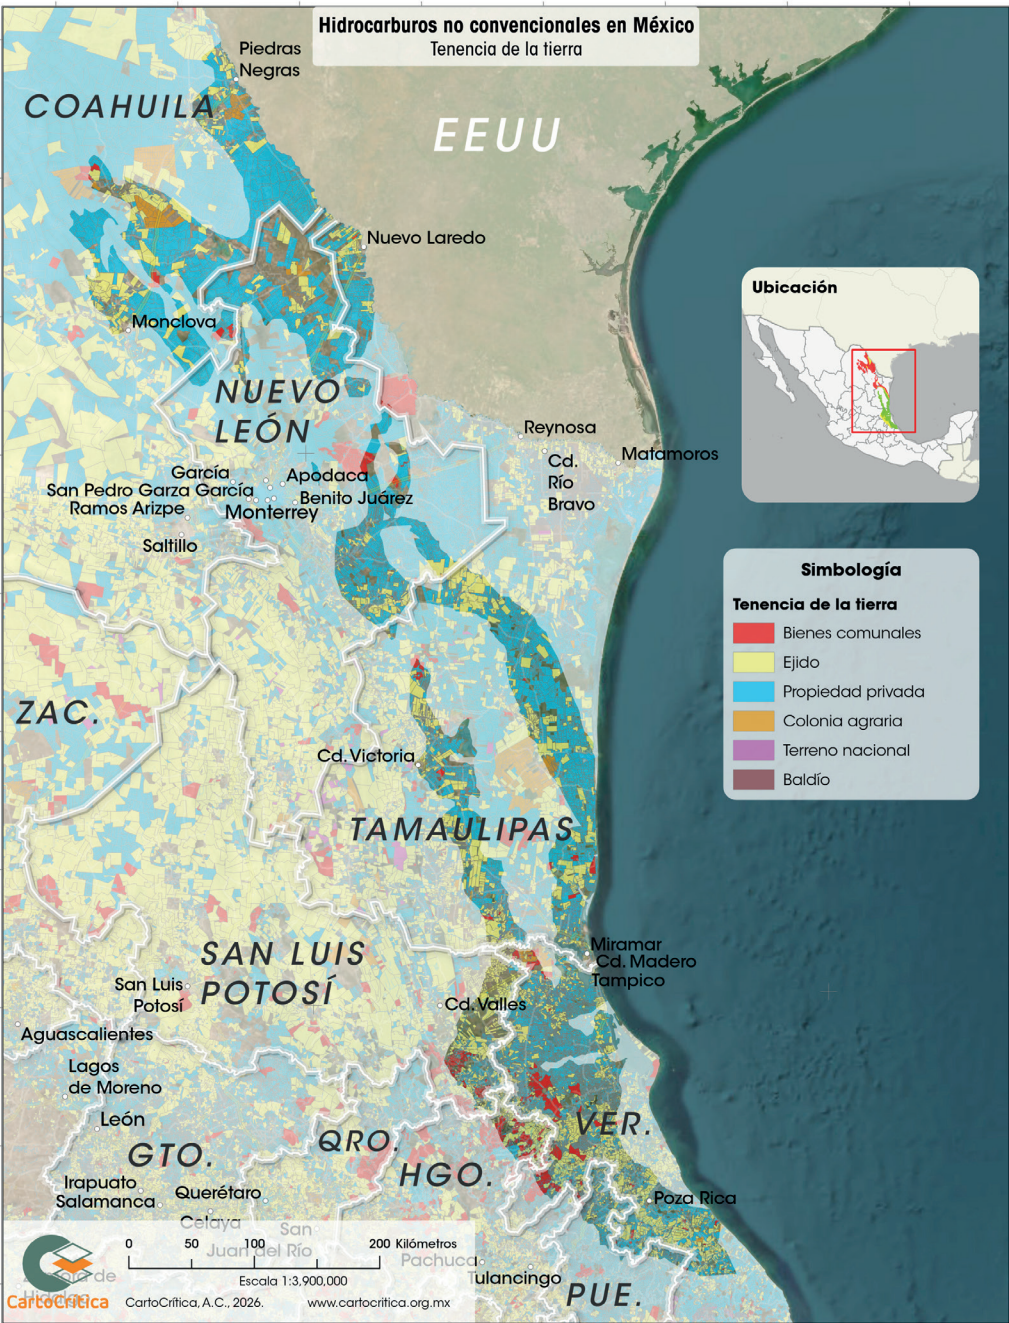 Hidrocarburos no convencionales en México
Tenencia de la tierra
Piedras
Negras
COAHUILA
EEUU
Nuevo Laredo
Ubicación
Monclova
NUEVO
LEÓN
Reynosa
Matamoros
Cd.
Río
Bravo
García
Apodaca
San Pedro Garza García
Benito Juárez
Ramos Arizpe
Monterrey
Saltillo
Simbología
Tenencia de la tierra
Bienes comunales
Ejido
Propiedad privada
Colonia agraria
Terreno nacional
Baldío
ZAC.
Cd. Victoria
TAMAULIPAS
SAN LUIS
POTOSÍ
Miramar
Cd. Madero
Tampico
San Luis
Potosí
Cd. Valles
Aguascalientes
Lagos
de Moreno
León
VER.
QRO.
GTO.
HGO.
Irapuato
Salamanca
Querétaro
Poza Rica
Celaya
San
Juan del Río
Pachuca
Tulancingo
PUE.
0 50 100 200 Kilómetros
Escala 1:3,900,000
CartoCrítica
CartoCrítica, A.C., 2026.
www.cartocritica.org.mx